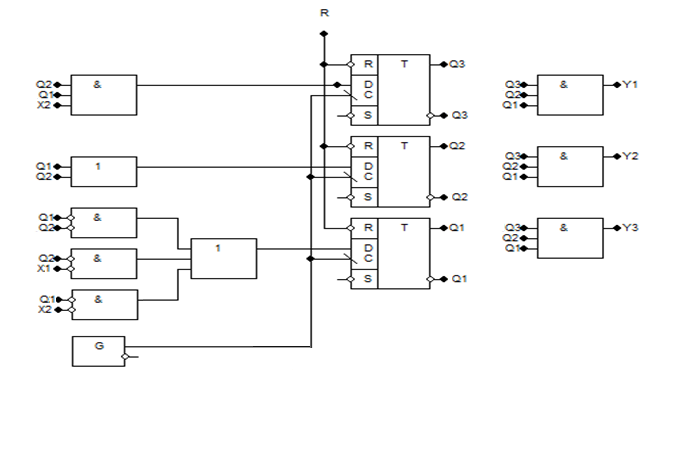 R
R T Q3
Q2 & D Q3 & Y1
Q1 C Q2
X2 S Q3 Q1
R T Q2
Q1 1 D Q3 & Y2
Q2 C Q2
S Q2 Q1
Q1 & R T Q1 Q3 & Y3
Q2 Q2
1 D Q1
Q2 & C
X1 S Q1
Q1 &
X2
G